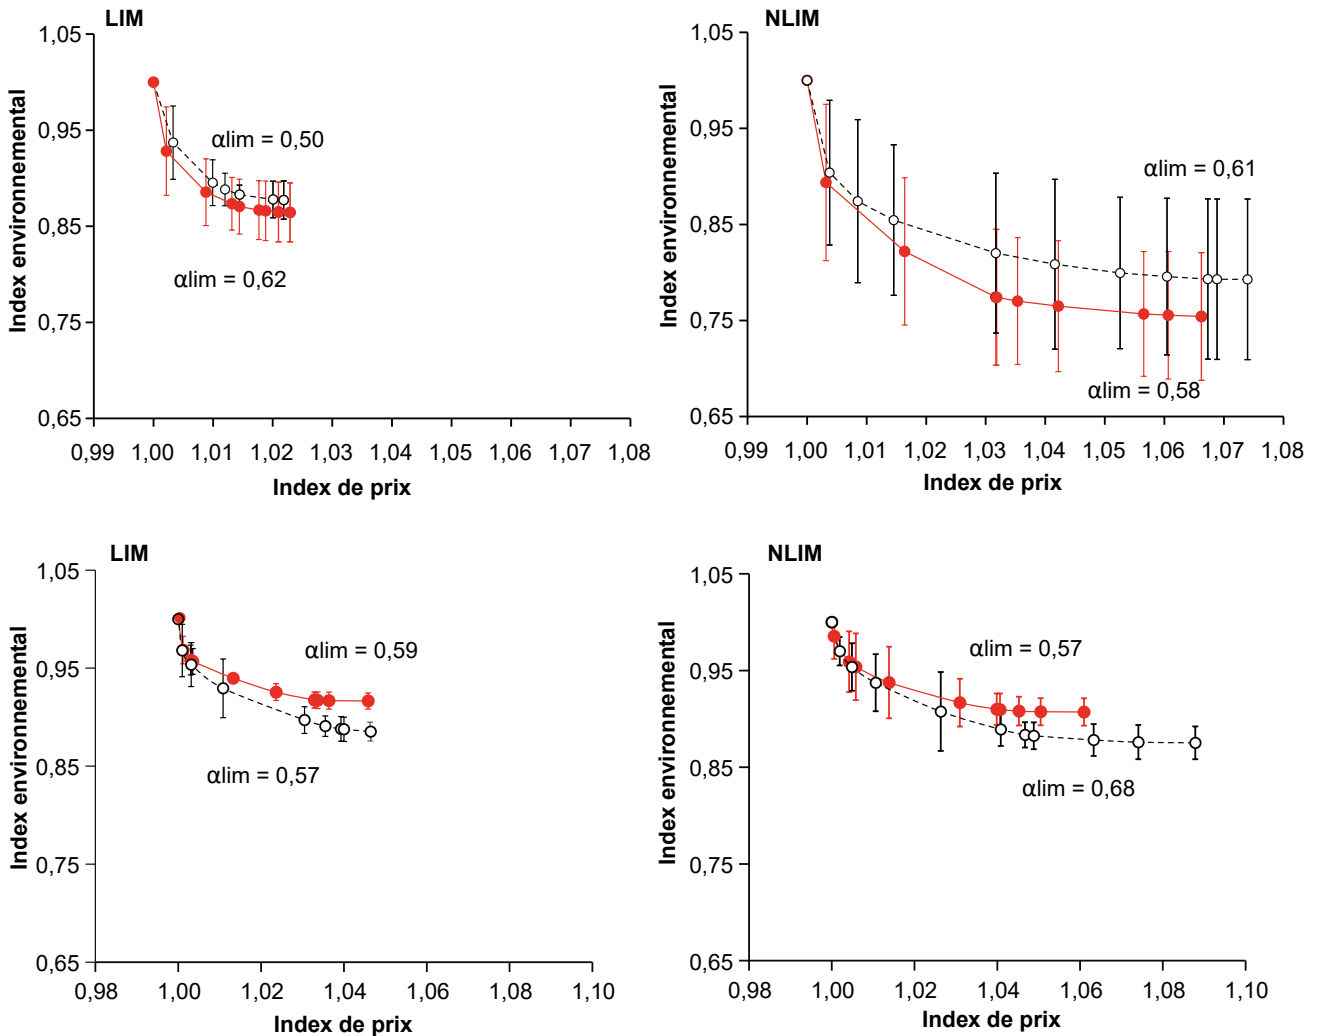 LIM
1,05
0,95
0,85
0,75
0,65
Index environnemental
αlim = 0,50
αlim = 0,62
0,99 1,00 1,01 1,02 1,03 1,04 1,05 1,06 1,07 1,08
Index de prix
NLIM
1,05
0,95
0,85
0,75
0,65
Index environnemental
αlim = 0,61
αlim = 0,58
0,99 1,00 1,01 1,02 1,03 1,04 1,05 1,06 1,07 1,08
Index de prix
LIM
1,05
0,95
0,85
0,75
0,65
Index environnemental
αlim = 0,59
αlim = 0,57
0,98 1,00 1,02 1,04 1,06 1,08 1,10
Index de prix
NLIM
1,05
0,95
0,85
0,75
0,65
Index environnemental
αlim = 0,57
αlim = 0,68
0,98 1,00 1,02 1,04 1,06 1,08 1,10
Index de prix